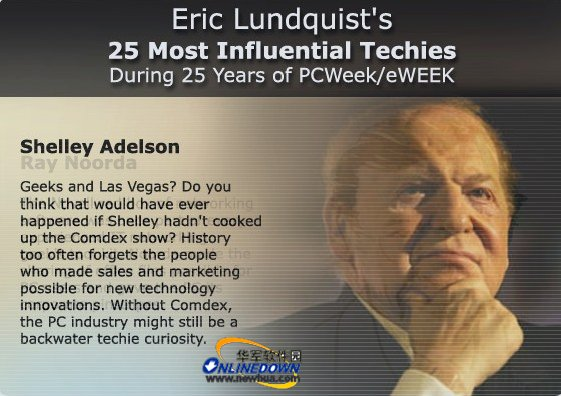 Eric Lundquist's
25 Most Influential Techies
During 25 Years of PCWeek/eWEEK
Shelley Adelson
Ray Noorda
Geeks and Las Vegas? Do you
think that would have ever
happened if Shelley hadn't cooked
up the Comdex show? History
too often forgets the people
who made sales and marketing
possible for new technology
innovations. Without Comdex,
the PC industry might still be a
backwater techie curiosity.
华军软件园
ONLINEDOWN
www.newhua.com